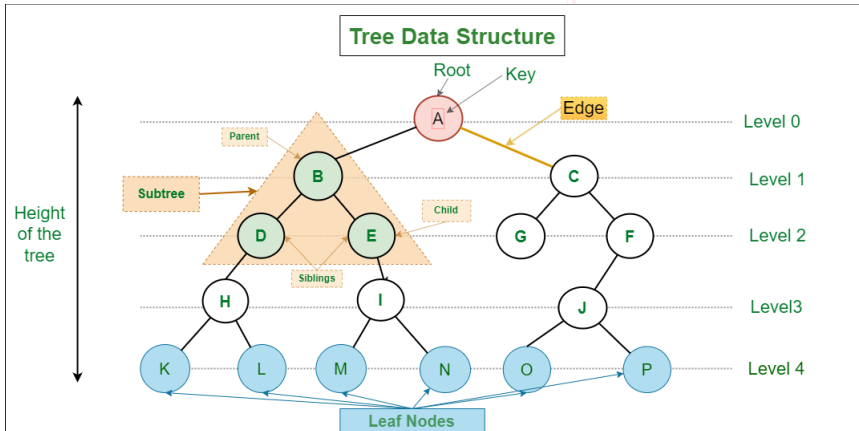 Tree Data Structure
Root
Key
A
Edge
Level 0
Parent
B
C
Level 1
Subtree
Height
of the
tree
D
E
Child
G
F
Level 2
Siblings
H
I
J
Level3
K
L
M
N
O
P
Level 4
Leaf Nodes